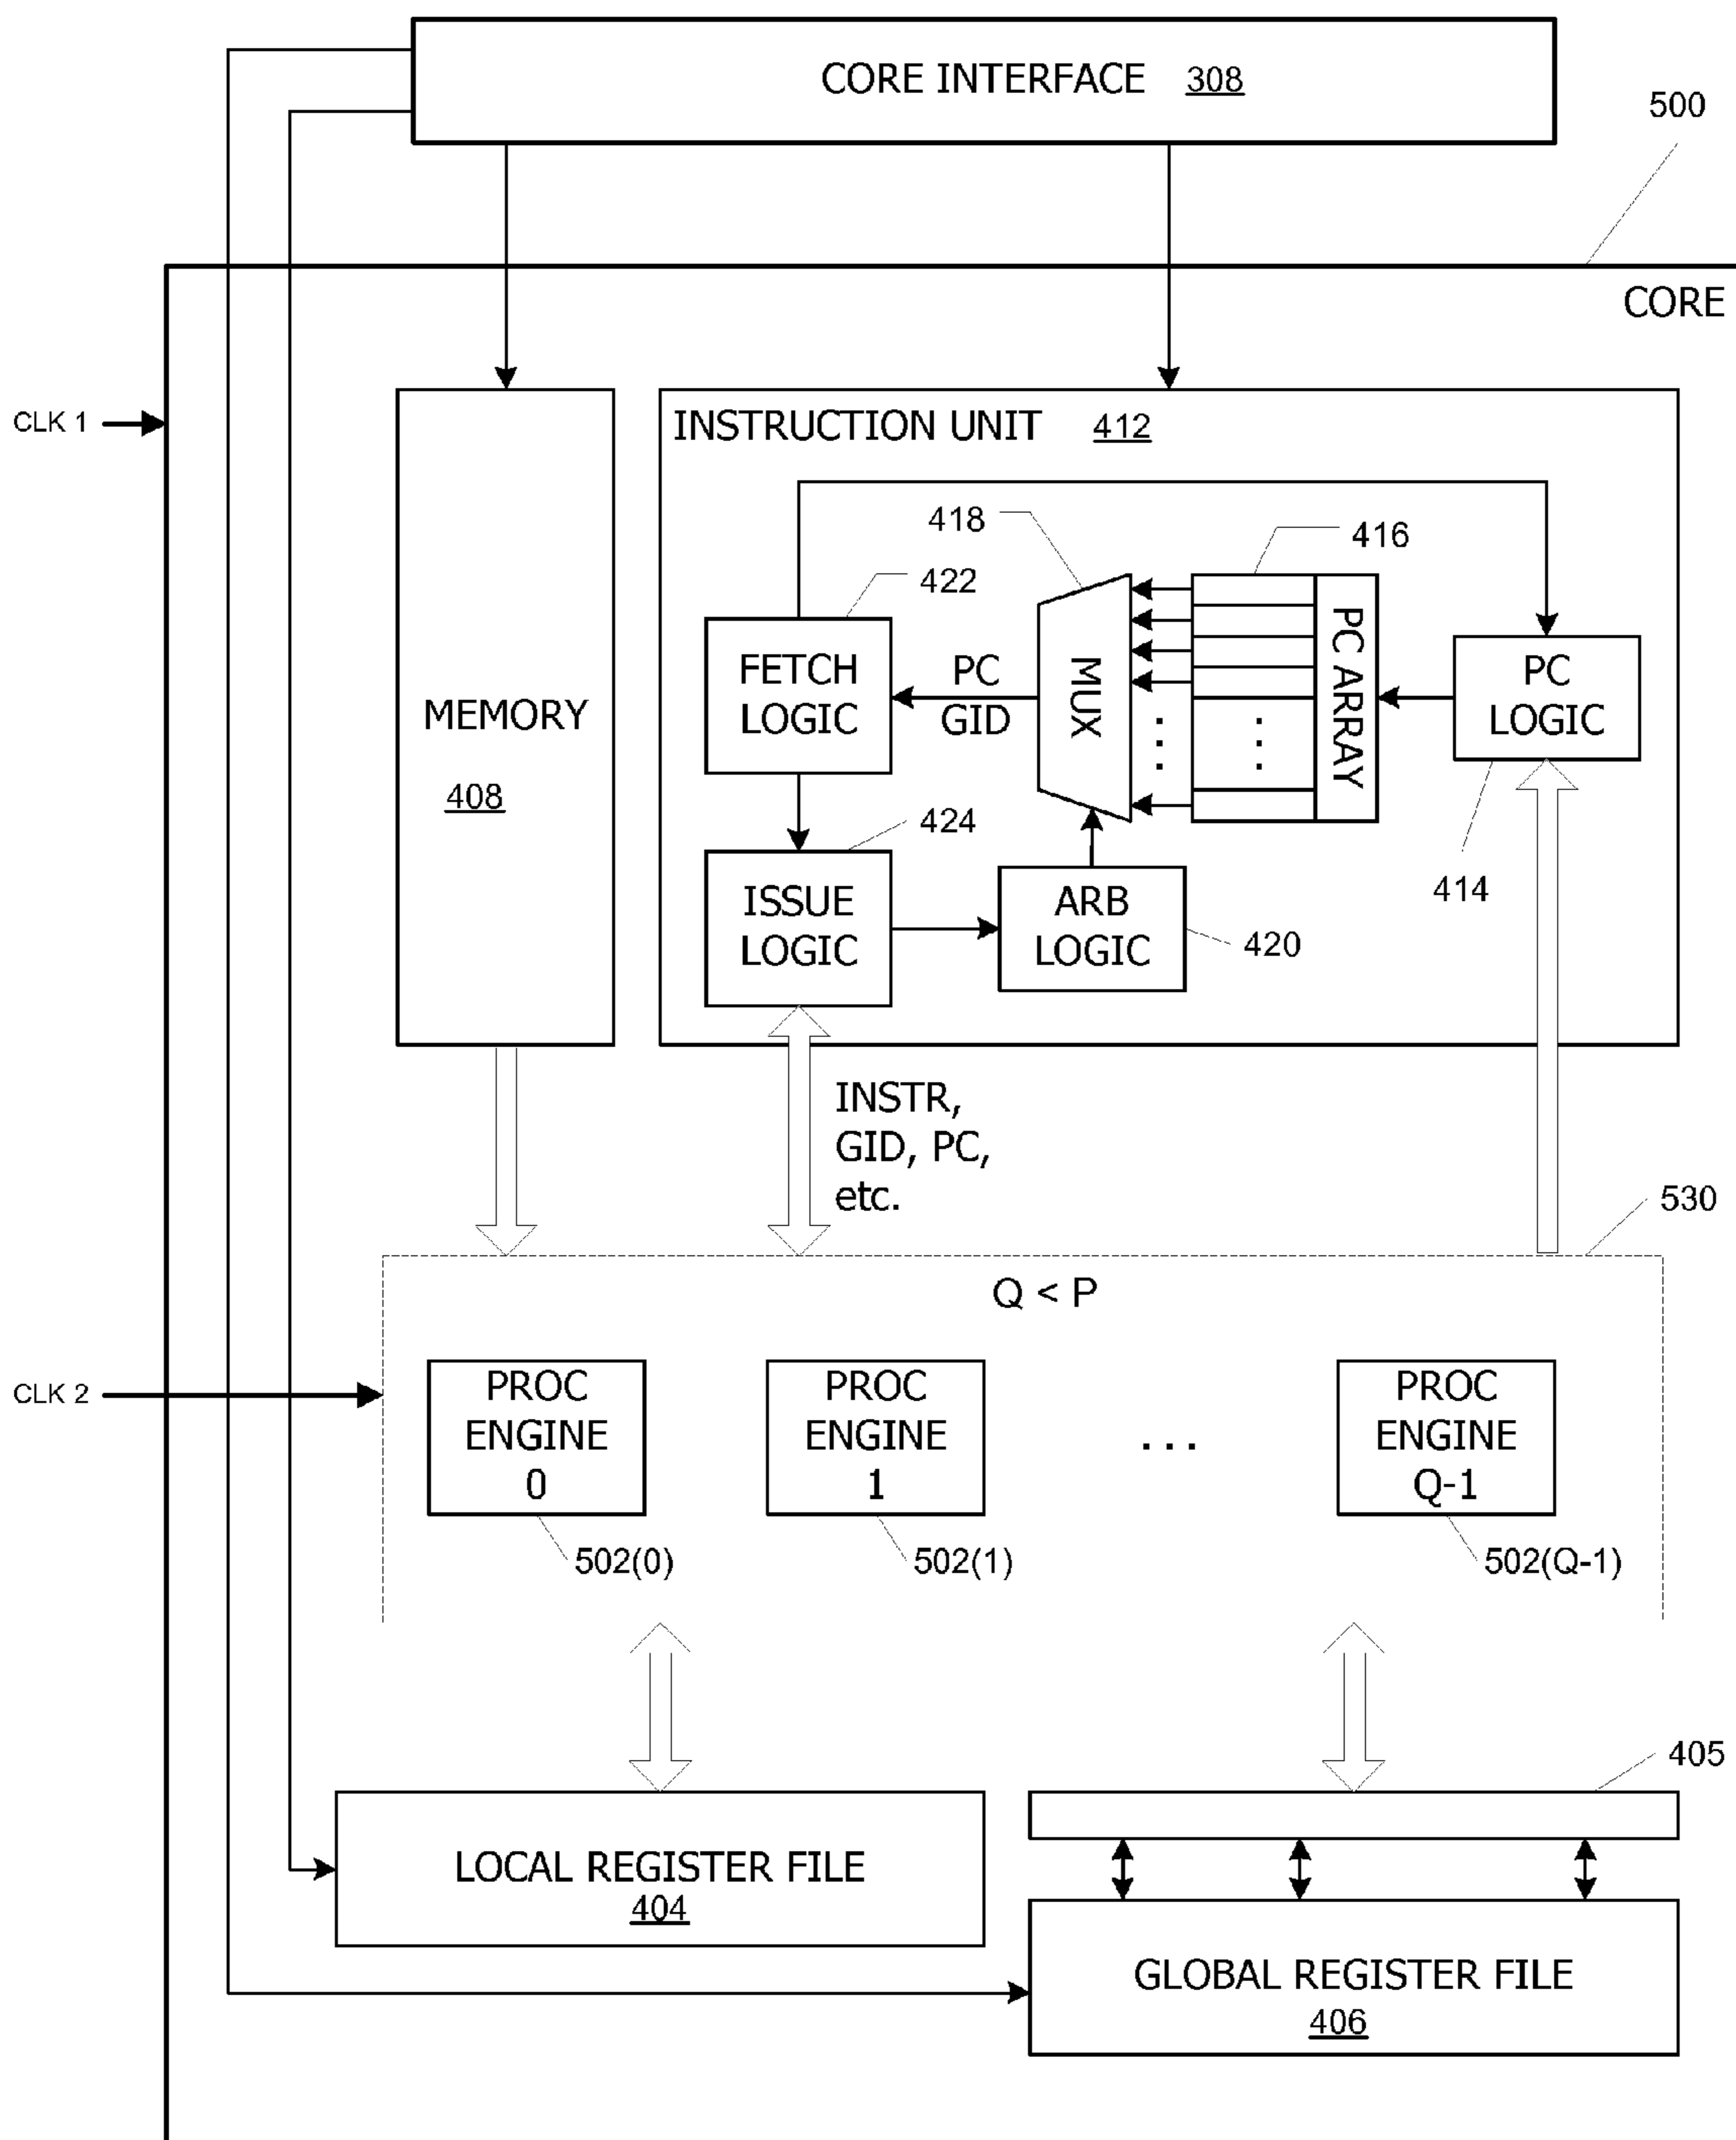 CORE INTERFACE 308
500
CORE
CLK 1
MEMORY
408
INSTRUCTION UNIT 412
418
416
422
FETCH
LOGIC
PC
GID
MUX
PC ARRAY
PC
LOGIC
414
424
ISSUE
LOGIC
ARB
LOGIC
420
INSTR,
GID, PC,
etc.
530
Q < P
CLK 2
PROC
ENGINE
0
PROC
ENGINE
1
...
PROC
ENGINE
Q-1
502(0)
502(1)
502(Q-1)
405
LOCAL REGISTER FILE
404
GLOBAL REGISTER FILE
406